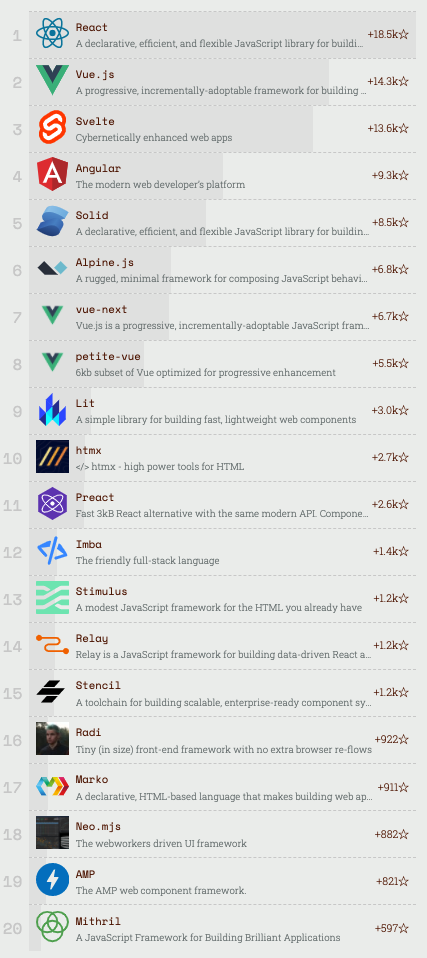 1
React
+18.5k☆
A declarative, efficient, and flexible JavaScript library for buildi...
2
Vue.js
+14.3k☆
A progressive, incrementally-adoptable framework for building ...
3
Svelte
+13.6k☆
Cybernetically enhanced web apps
4
Angular
+9.3k☆
The modern web developer's platform
5
Solid
+8.5k☆
A declarative, efficient, and flexible JavaScript library for buildin...
6
Alpine.js
+6.8k☆
A rugged, minimal framework for composing JavaScript behavi...
7
vue-next
+6.7k☆
Vue.js is a progressive, incrementally-adoptable JavaScript fram...
8
petite-vue
+5.5k☆
6kb subset of Vue optimized for progressive enhancement
9
Lit
+3.0k☆
A simple library for building fast, lightweight web components
10
htmx
+2.7k☆
</> htmx - high power tools for HTML
11
Preact
+2.6k☆
Fast 3kB React alternative with the same modern API. Compone...
12
Imba
+1.4k☆
The friendly full-stack language
13
Stimulus
+1.2k☆
A modest JavaScript framework for the HTML you already have
14
Relay
+1.2k☆
Relay is a JavaScript framework for building data-driven React a...
15
Stencil
+1.2k☆
A toolchain for building scalable, enterprise-ready component sy...
16
Radi
+922☆
Tiny (in size) front-end framework with no extra browser re-flows
17
Marko
+911☆
A declarative, HTML-based language that makes building web ap...
18
Neo.mjs
+882☆
The webworkers driven UI framework
19
AMP
+821☆
The AMP web component framework.
20
Mithril
+597☆
A JavaScript Framework for Building Brilliant Applications